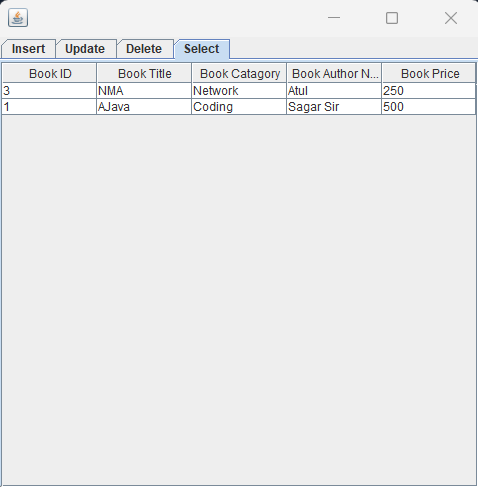 Insert Update Delete Select
Book ID Book Title Book Catagory Book Author N... Book Price
3 NMA Network Atul 250
1 AJava Coding Sagar Sir 500